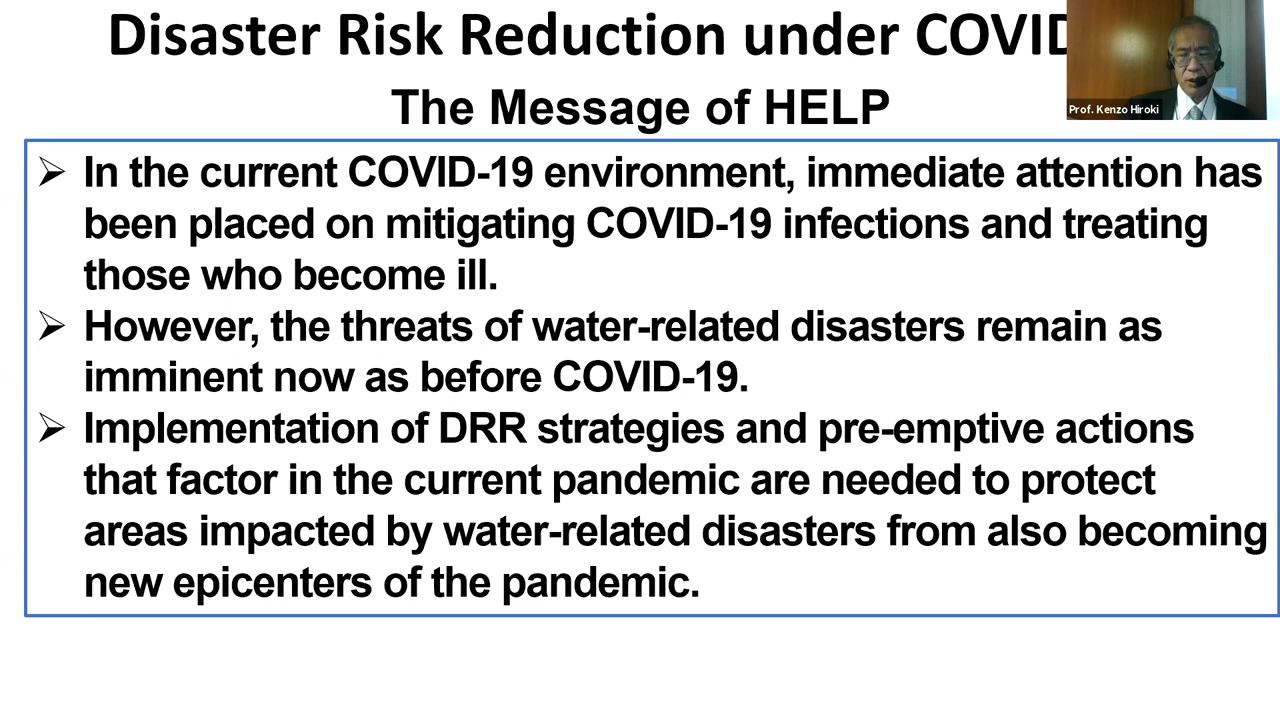 Disaster Risk Reduction under COVID
The Message of HELP
Prof. Kenzo Hiroki
➢ In the current COVID-19 environment, immediate attention has
been placed on mitigating COVID-19 infections and treating
those who become ill.
➢ However, the threats of water-related disasters remain as
imminent now as before COVID-19.
➢ Implementation of DRR strategies and pre-emptive actions
that factor in the current pandemic are needed to protect
areas impacted by water-related disasters from also becoming
new epicenters of the pandemic.